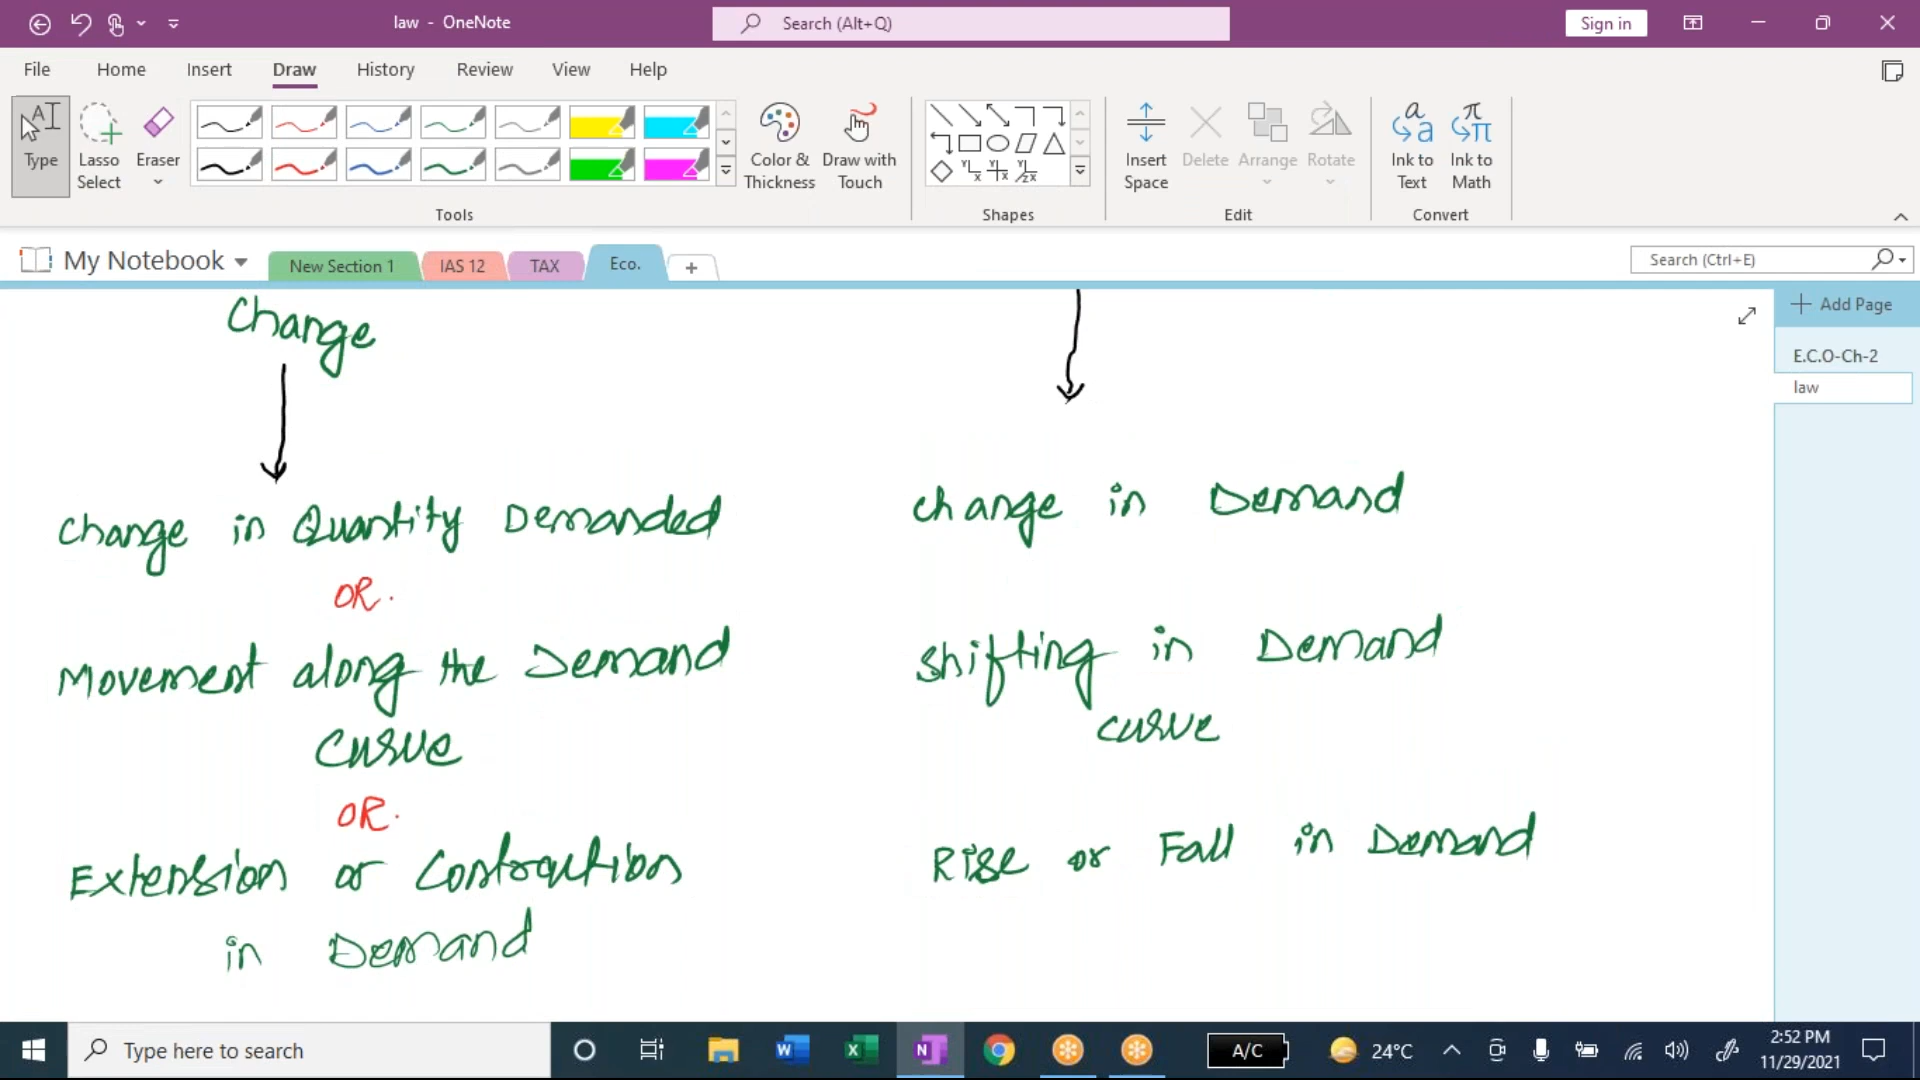 law - OneNote
Search (Alt+Q)
Sign in
File Home Insert Draw History Review View Help
Type
Lasso Select
Eraser
Color & Thickness
Draw with Touch
Insert Space
Delete
Arrange
Rotate
Ink to Text
Ink to Math
Tools
Shapes
Edit
Convert
My Notebook
New Section 1
IAS 12
TAX
Eco.
Search (Ctrl+E)
Add Page
E.C.O-Ch-2
law
Change
Change in Quantity Demanded
OR.
Movement along the Demand
Curve
OR.
Extension or Contraction
in Demand
change in Demand
Shifting in Demand
curve
Rise or Fall in Demand
Type here to search
A/C
24°C
2:52 PM
11/29/2021